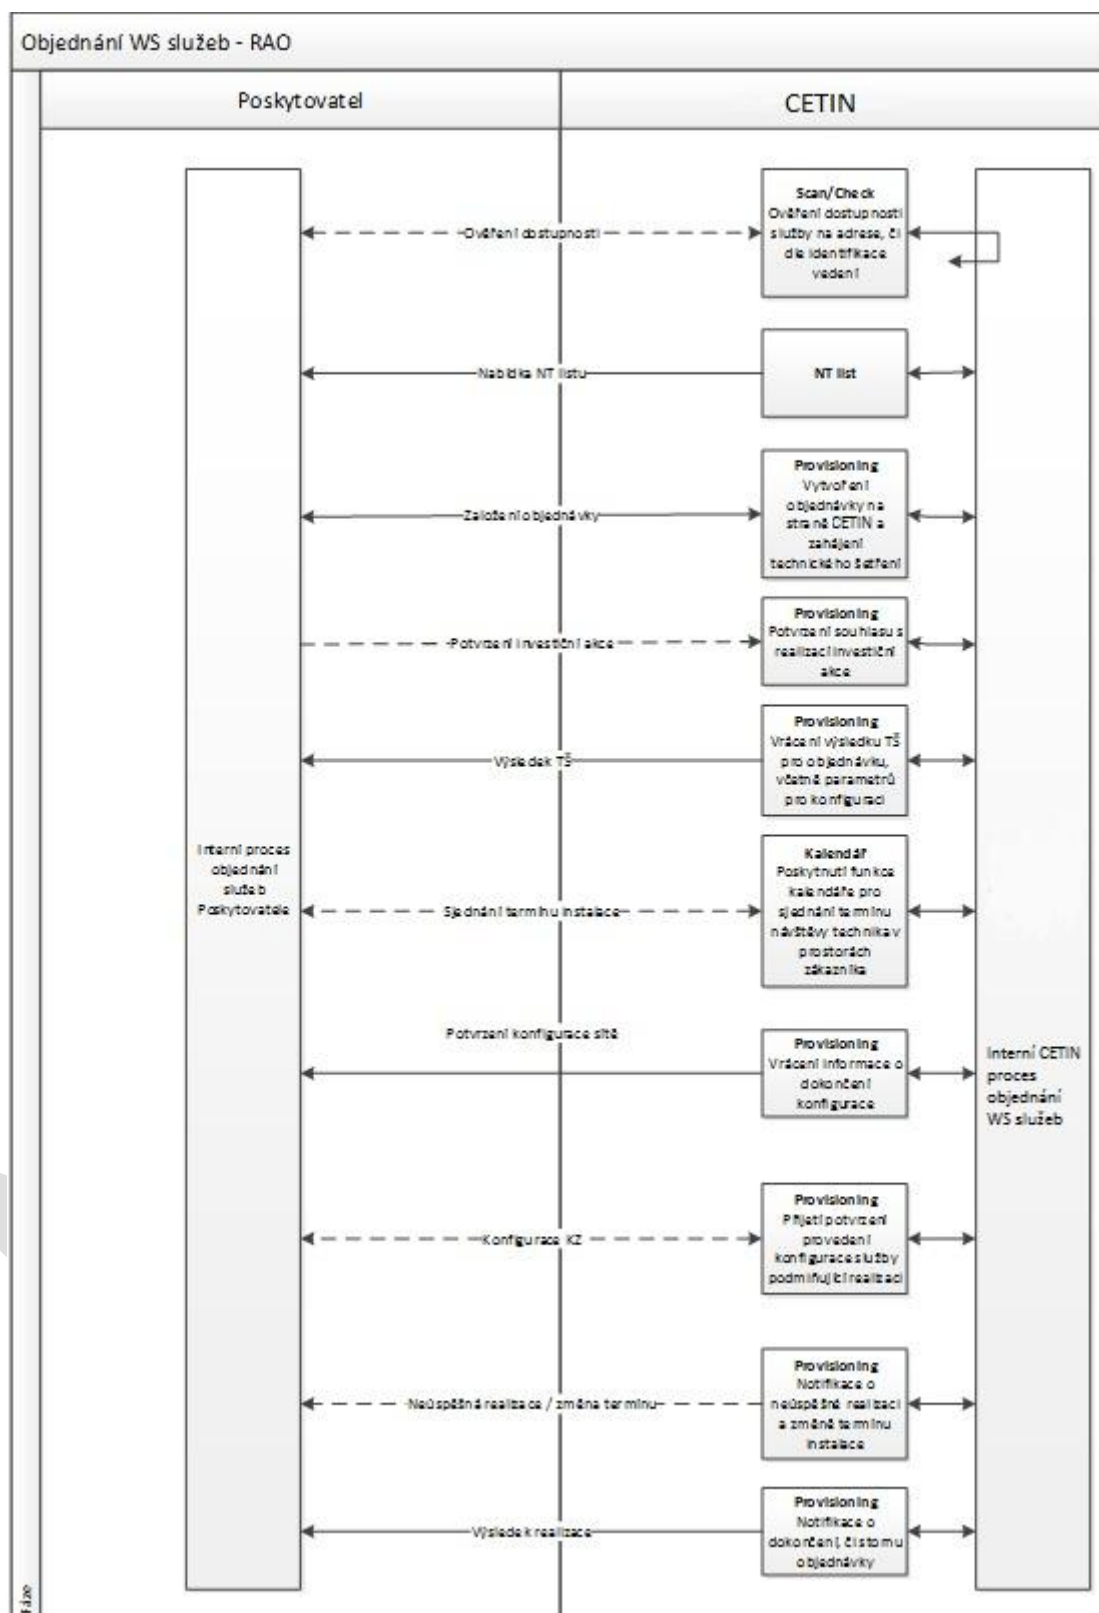 Objednání WS služeb - RAO
Poskytovatel
CETIN
Scan/Check
Ověření dostupnosti
služby na adrese, či
dle identifikace
vedení
Ověření dostupnosti
Nabídka NT listu
NT list
Provisioning
Vytvoření
objednávky na
straně CETIN a
zahájení
technického šetření
Založení objednávky
Provisioning
Potvrzení souhlasu s
realizací investiční
akce
Potvrzení investiční akce
Provisioning
Vrácení výsledku TŠ
pro objednávku,
včetně parametrů
pro konfiguraci
Výsledek TŠ
Interní proces
objednání
služeb
Poskytovatele
Kalendář
Poskytnutí funkce
kalendáře pro
sjednání termínu
návštěvy technika v
prostorách
zákazníka
Sjednání termínu instalace
Potvrzení konfigurace sítě
Provisioning
Vrácení informace o
dokončení
konfigurace
Interní CETIN
proces
objednání
WS služeb
Provisioning
Přijetí potvrzení
provedení
konfigurace služby
podmiňující realizaci
Konfigurace KZ
Provisioning
Notifikace o
neúspěšné realizaci
a změně termínu
instalace
Neúspěšná realizace / změna termínu
Provisioning
Notifikace o
dokončení, či stornu
objednávky
Výsledek realizace
Fáze